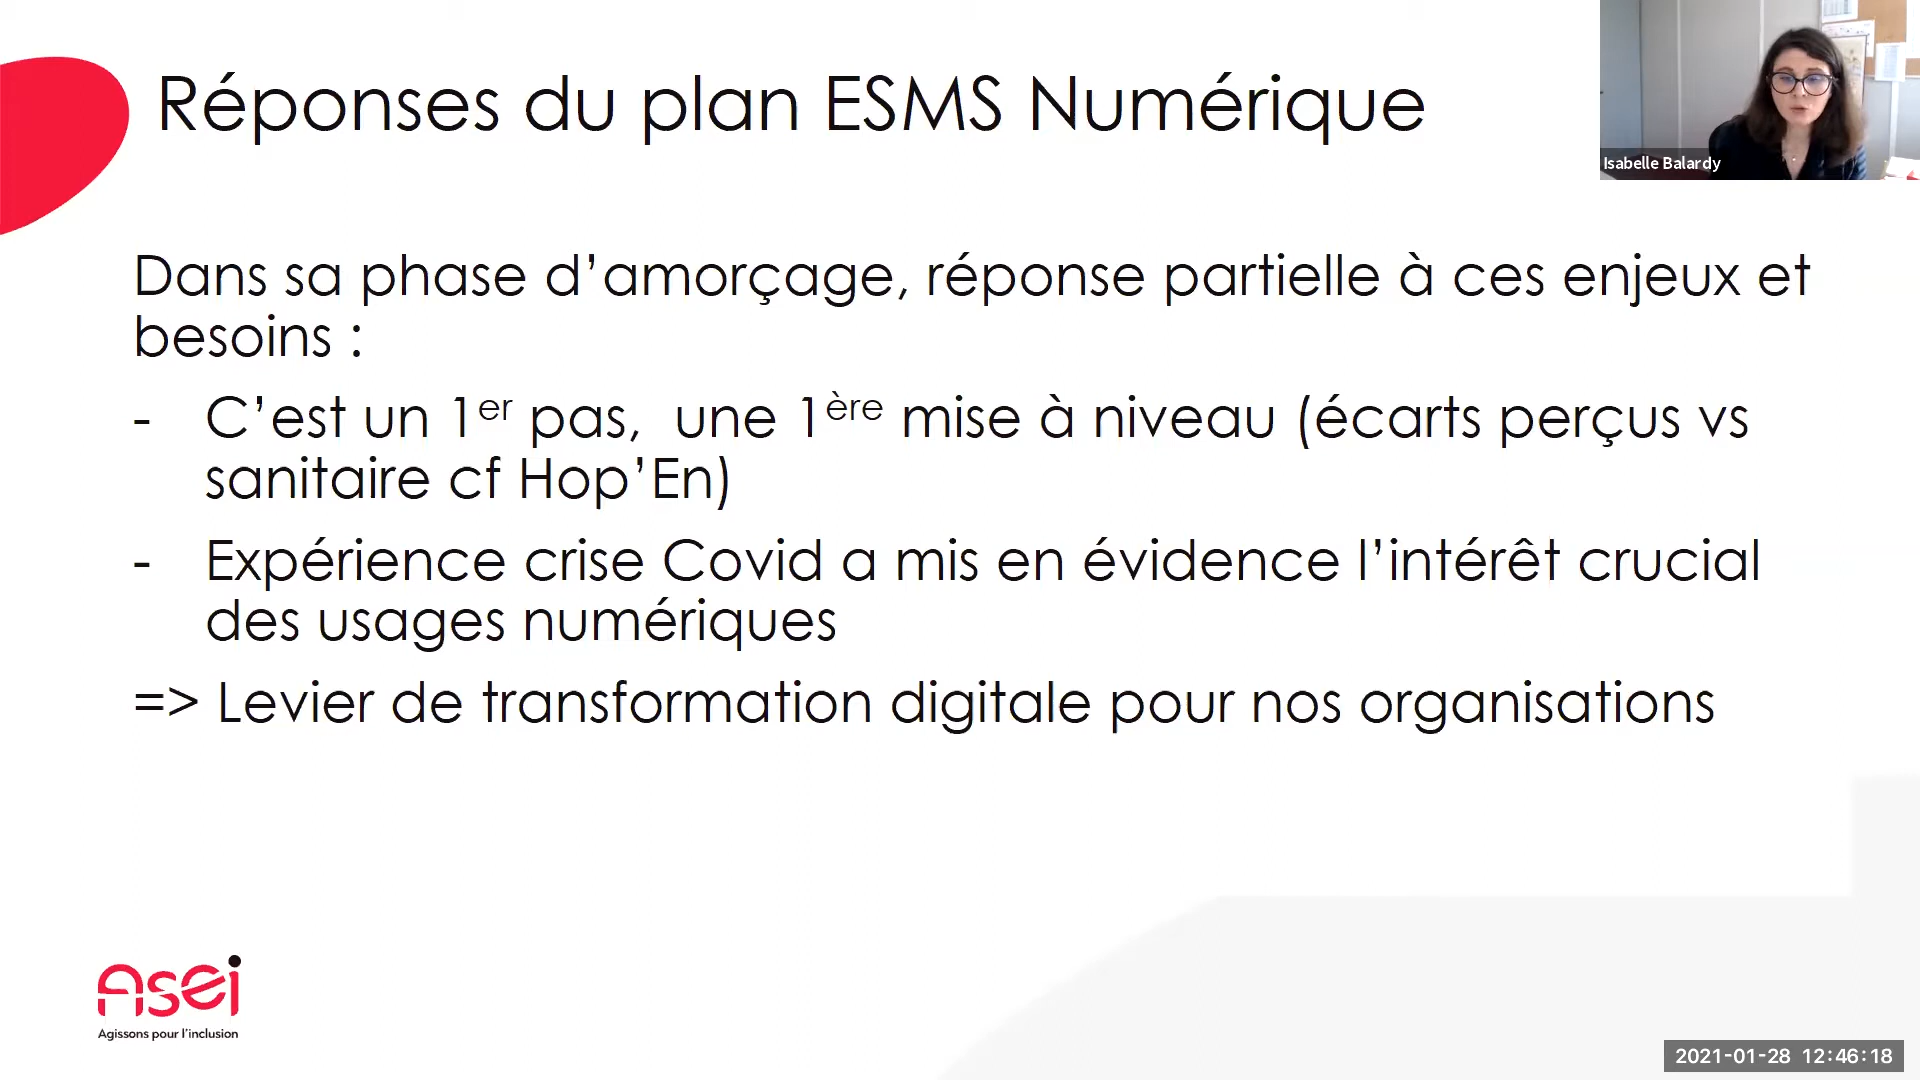 Réponses du plan ESMS Numérique
Isabelle Balardy
Dans sa phase d’amorçage, réponse partielle à ces enjeux et
besoins :
- C’est un 1er pas, une 1ère mise à niveau (écarts perçus vs
sanitaire cf Hop’En)
- Expérience crise Covid a mis en évidence l’intérêt crucial
des usages numériques
=> Levier de transformation digitale pour nos organisations
Asei
Agissons pour l’inclusion
2021-01-28 12:46:18